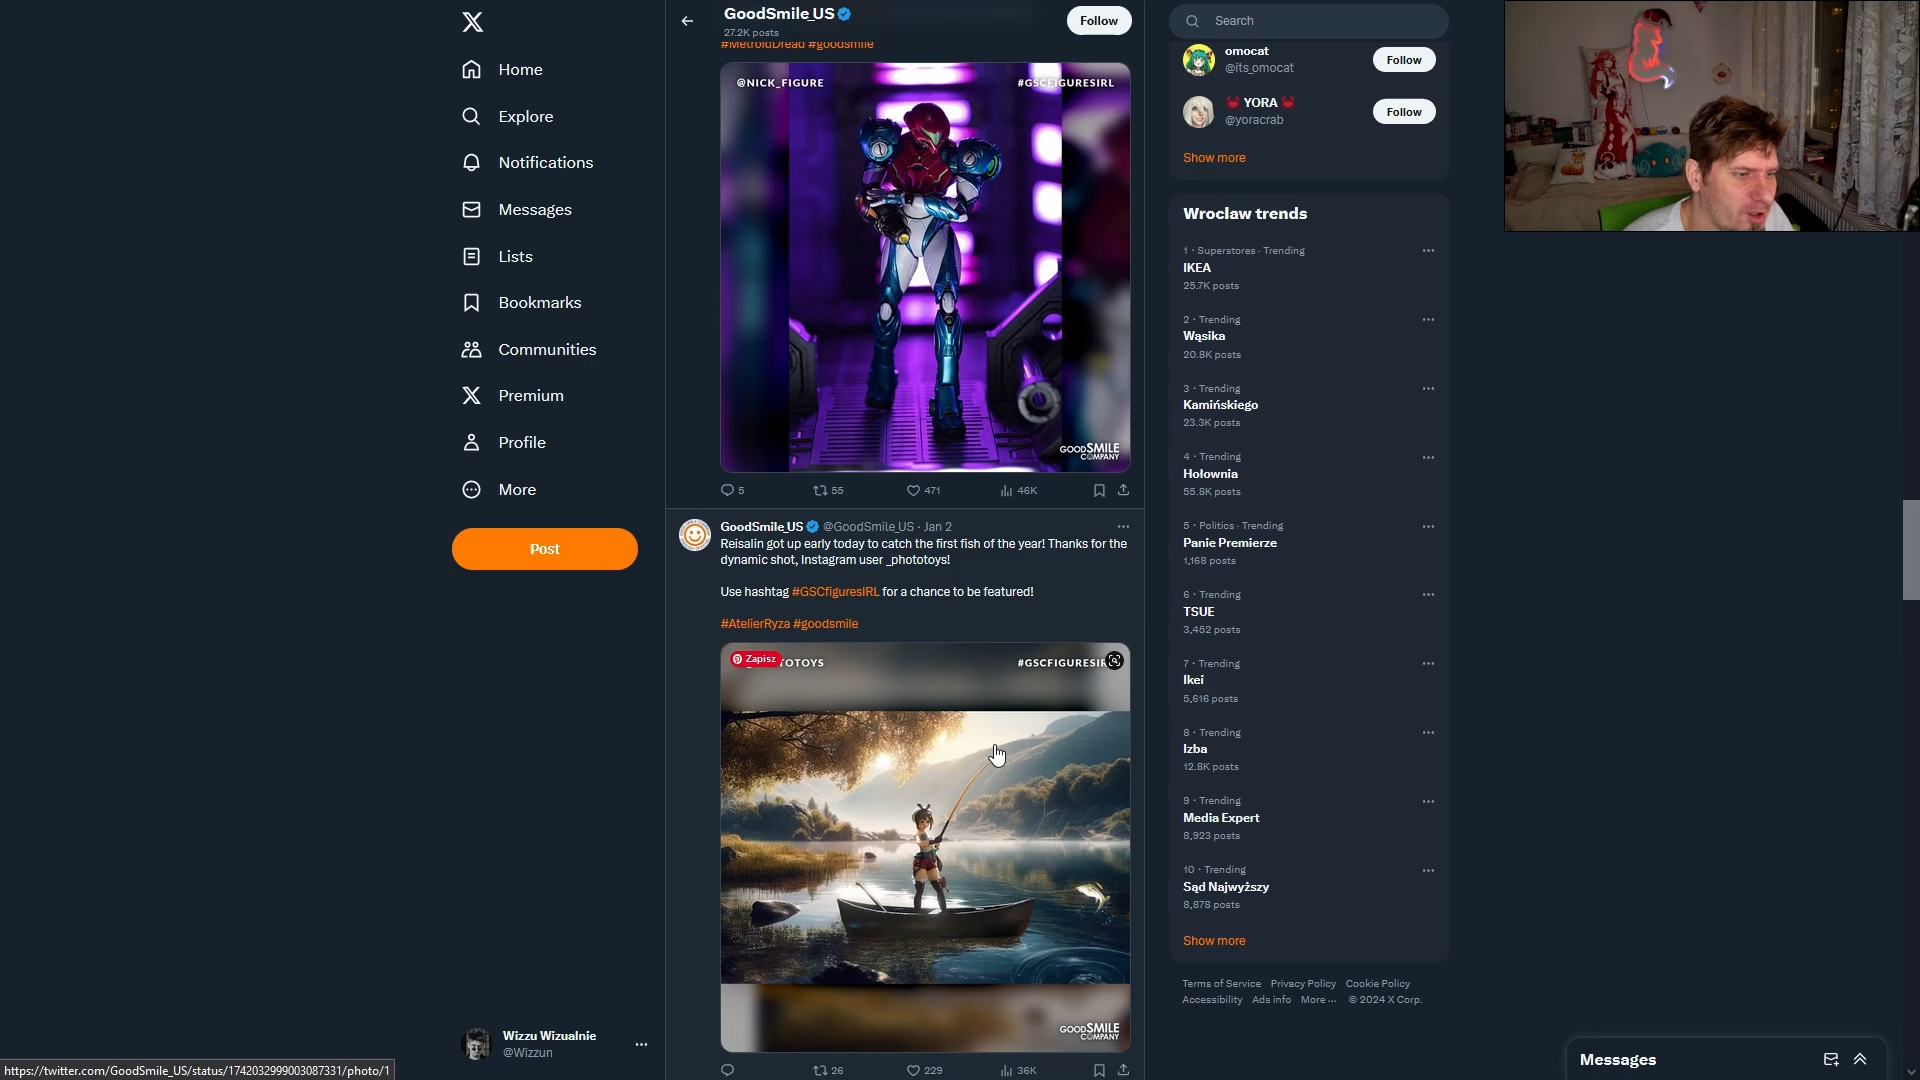 Home
Explore
Notifications
Messages
Lists
Bookmarks
Communities
Premium
Profile
More
Post
Wizzu Wizualnie
@Wizzun
https://twitter.com/GoodSmile_US/status/1742032999003087331/photo/1
GoodSmile_US
27.2K posts
Follow
#MetroidDread #goodsmile
@NICK_FIGURE
#GSCFIGURESIRL
GOODSMILE
COMPANY
5
55
471
46K
GoodSmile_US @GoodSmile_US · Jan 2
Reisalin got up early today to catch the first fish of the year! Thanks for the
dynamic shot, Instagram user _phototoys!
Use hashtag #GSCfiguresIRL for a chance to be featured!
#AtelierRyza #goodsmile
Zapisz
OTOYS
#GSCFIGURESIR
GOODSMILE
COMPANY
26
229
36K
Search
omocat
@its_omocat
Follow
YORA
@yoracrab
Follow
Show more
Wroclaw trends
1 · Superstores · Trending
IKEA
25.7K posts
2 · Trending
Wąsika
20.8K posts
3 · Trending
Kamińskiego
23.3K posts
4 · Trending
Hołownia
55.8K posts
5 · Politics · Trending
Panie Premierze
1,168 posts
6 · Trending
TSUE
3,452 posts
7 · Trending
Ikei
5,616 posts
8 · Trending
Izba
12.8K posts
9 · Trending
Media Expert
8,923 posts
10 · Trending
Sąd Najwyższy
8,878 posts
Show more
Terms of Service Privacy Policy Cookie Policy
Accessibility Ads info More ··· © 2024 X Corp.
Messages